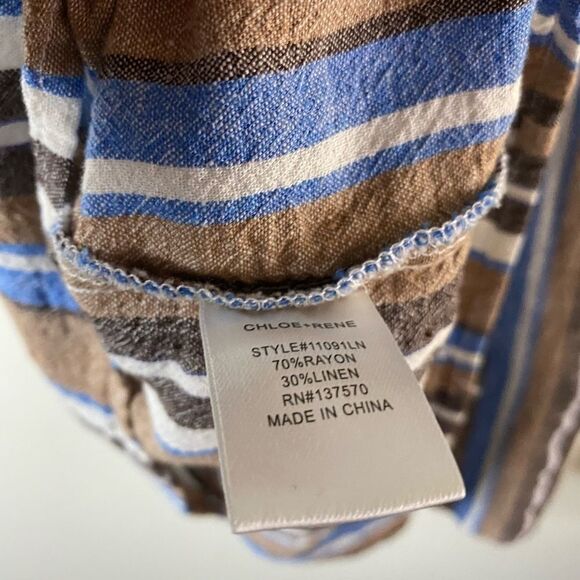 CHLOE+RENE
STYLE#11091LN
70%RAYON
30%LINEN
RN#137570
MADE IN CHINA